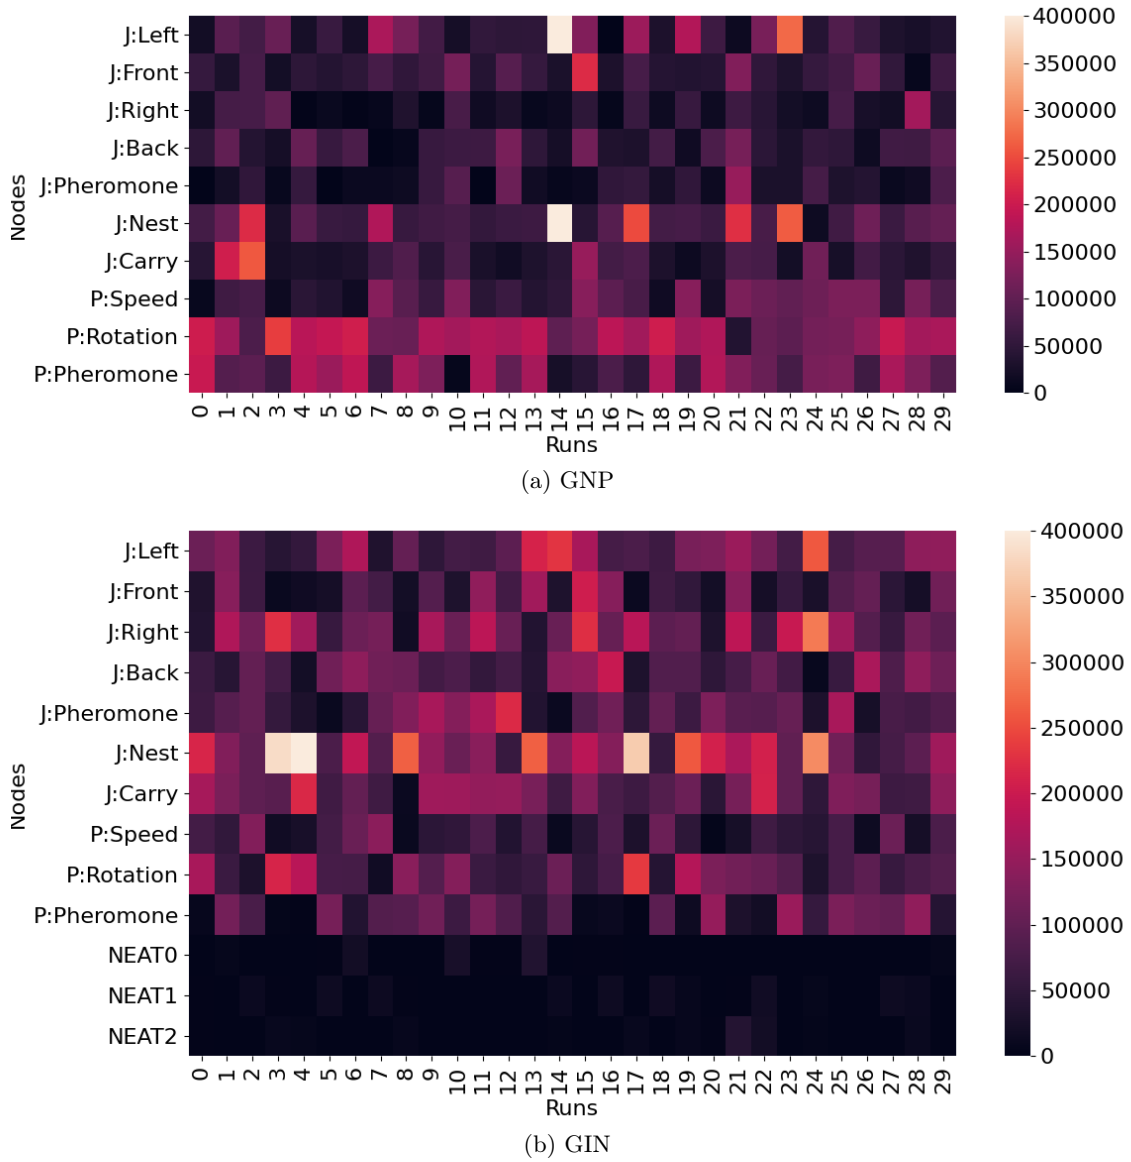 J:Left
J:Front
J:Right
J:Back
J:Pheromone
J:Nest
J:Carry
P:Speed
P:Rotation
P:Pheromone
Nodes
0 1 2 3 4 5 6 7 8 9 10 11 12 13 14 15 16 17 18 19 20 21 22 23 24 25 26 27 28 29
Runs
400000
350000
300000
250000
200000
150000
100000
50000
0
(a) GNP
J:Left
J:Front
J:Right
J:Back
J:Pheromone
J:Nest
J:Carry
P:Speed
P:Rotation
P:Pheromone
NEAT0
NEAT1
NEAT2
Nodes
0 1 2 3 4 5 6 7 8 9 10 11 12 13 14 15 16 17 18 19 20 21 22 23 24 25 26 27 28 29
Runs
400000
350000
300000
250000
200000
150000
100000
50000
0
(b) GIN